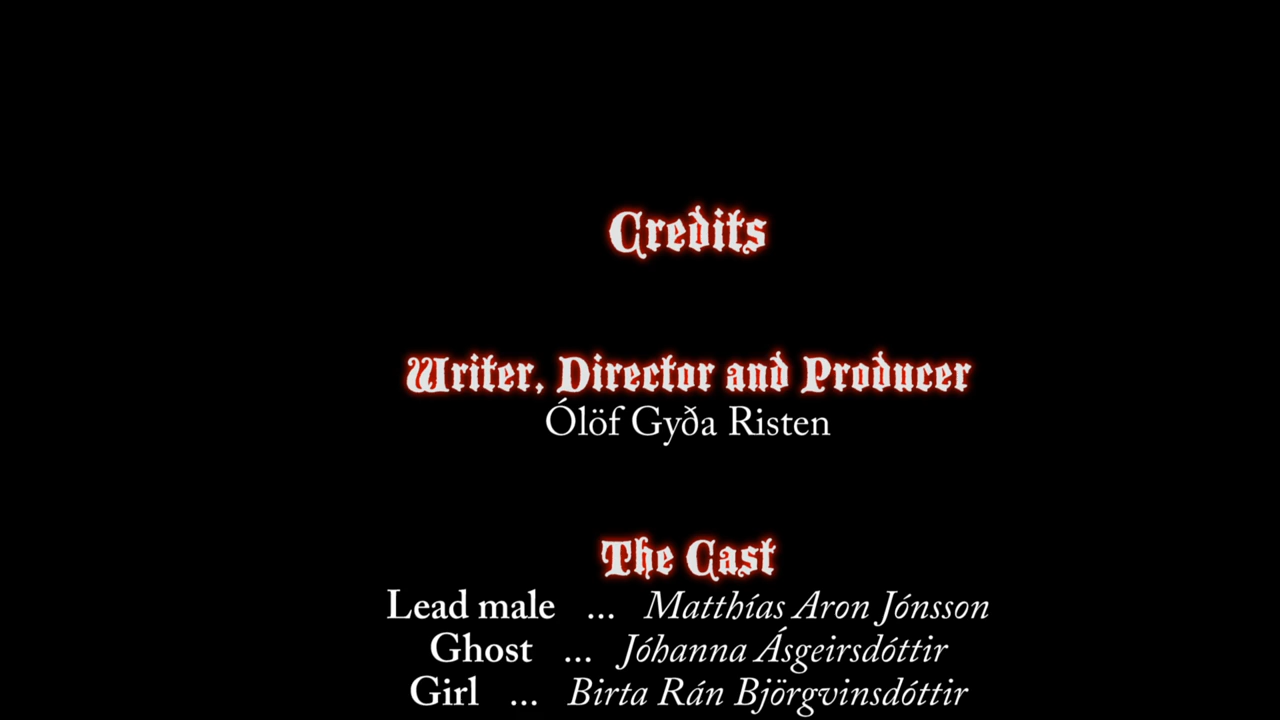 Credits
Writer, Director and Producer
Ólöf Gyða Risten
The Cast
Lead male ... Matthías Aron Jónsson
Ghost ... Jóhanna Ásgeirsdóttir
Girl ... Birta Rán Björgvinsdóttir